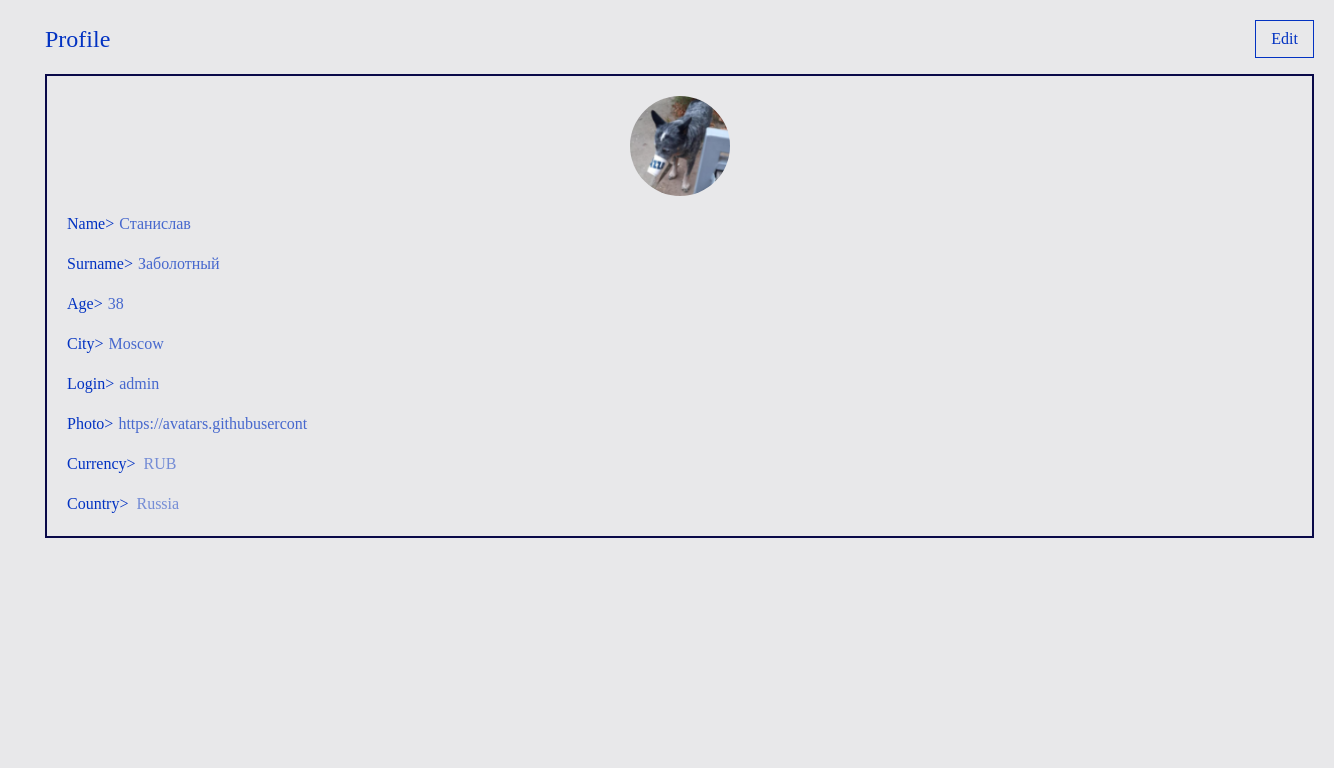 Profile
Edit
Name> Станислав
Surname> Заболотный
Age> 38
City> Moscow
Login> admin
Photo> https://avatars.githubusercont
Currency> RUB
Country> Russia